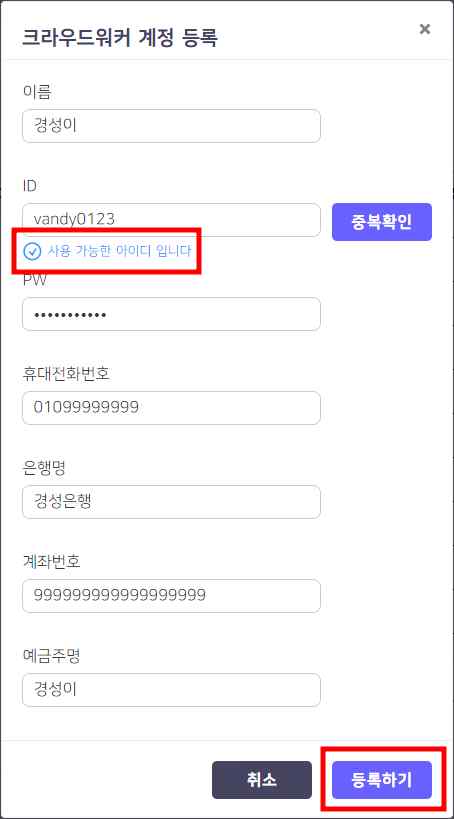 크라우드워커 계정 등록
×
이름
경성이
ID
vandy0123
중복확인
사용 가능한 아이디 입니다
PW
•••••••••••
휴대전화번호
01099999999
은행명
경성은행
계좌번호
999999999999999999
예금주명
경성이
취소
등록하기